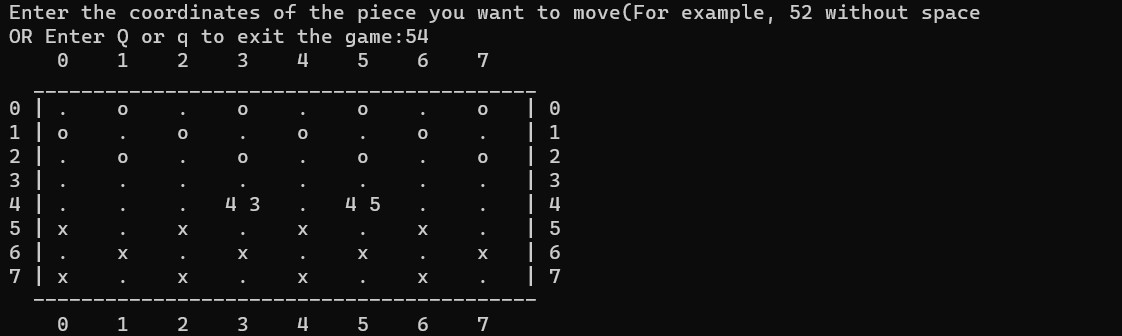 Enter the coordinates of the piece you want to move(For example, 52 without space
OR Enter Q or q to exit the game:54
    0    1    2    3    4    5    6    7
  __________________________________________
0 | .    o    .    o    .    o    .    o   | 0
1 | o    .    o    .    o    .    o    .   | 1
2 | .    o    .    o    .    o    .    o   | 2
3 | .    .    .    .    .    .    .    .   | 3
4 | .    .    .   4 3   .   4 5   .    .   | 4
5 | x    .    x    .    x    .    x    .   | 5
6 | .    x    .    x    .    x    .    x   | 6
7 | x    .    x    .    x    .    x    .   | 7
  __________________________________________
    0    1    2    3    4    5    6    7